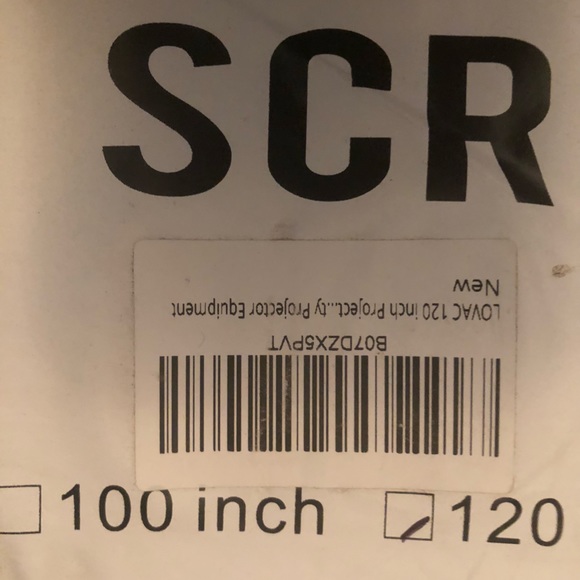 SCR
B07DZX5PVT
LOVAC 120 inch Project...ty Projector Equipment
New
100 inch 120